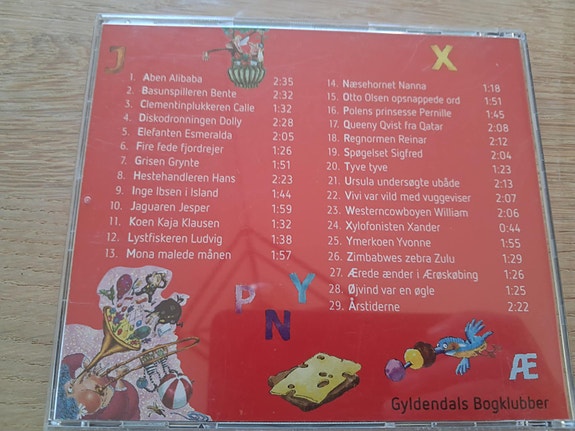 J
X
1. Aben Alibaba 2:35
2. Basunspilleren Bente 2:32
3. Clementinplukkeren Calle 1:32
4. Diskodronningen Dolly 2:28
5. Elefanten Esmeralda 2:05
6. Fire fede fjordrejer 1:26
7. Grisen Grynte 1:51
8. Hestehandleren Hans 2:23
9. Inge Ibsen i Island 1:44
10. Jaguaren Jesper 1:59
11. Koen Kaja Klausen 1:32
12. Lystfiskeren Ludvig 1:38
13. Mona malede månen 1:57
14. Næsehornet Nanna 1:18
15. Otto Olsen opsnappede ord 1:51
16. Polens prinsesse Pernille 1:45
17. Queeny Qvist fra Qatar 2:08
18. Regnormen Reinar 2:12
19. Spøgelset Sigfred 2:04
20. Tyve tyve 1:23
21. Ursula undersøgte ubåde 2:13
22. Vivi var vild med vuggeviser 2:07
23. Westerncowboyen William 2:06
24. Xylofonisten Xander 0:44
25. Ymerkoen Yvonne 1:55
26. Zimbabwes zebra Zulu 1:29
27. Ærede ænder i Ærøskøbing 1:26
28. Øjvind var en øgle 1:25
29. Årstiderne 2:22
P
N
Y
Æ
Gyldendals Bogklubber